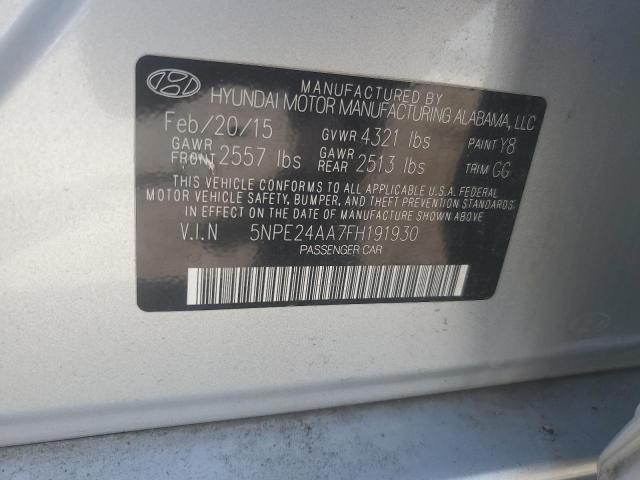 MANUFACTURED BY
HYUNDAI MOTOR MANUFACTURING ALABAMA, LLC
Feb/20/15 GVWR 4321 lbs PAINT Y8
GAWR FRONT 2557 lbs GAWR REAR 2513 lbs TRIM GG
THIS VEHICLE CONFORMS TO ALL APPLICABLE U.S.A. FEDERAL
MOTOR VEHICLE SAFETY, BUMPER, AND THEFT PREVENTION STANDARDS
IN EFFECT ON THE DATE OF MANUFACTURE SHOWN ABOVE
V.I.N 5NPE24AA7FH191930
PASSENGER CAR